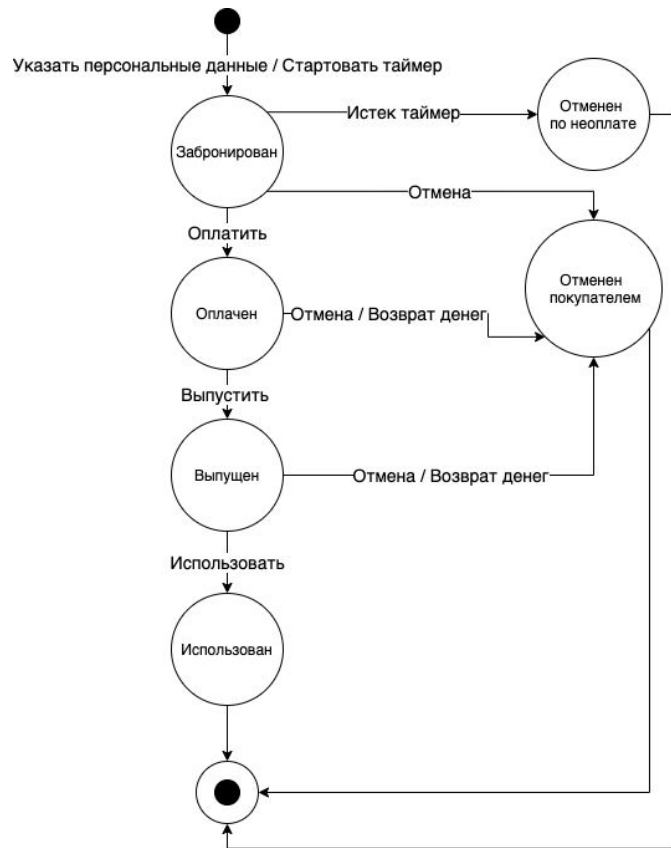 Указать персональные данные / Стартовать таймер
Истек таймер
Отменен
по неоплате
Забронирован
Отмена
Оплатить
Отменен
покупателем
Оплачен
Отмена / Возврат денег
Выпустить
Выпущен
Отмена / Возврат денег
Использовать
Использован